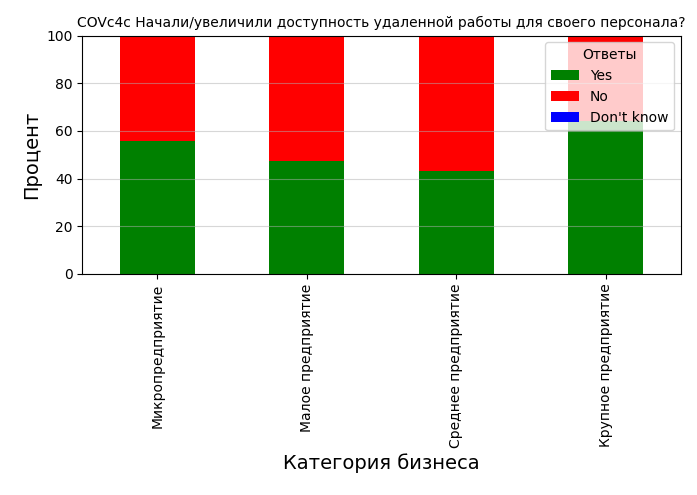 COVc4c Начали/увеличили доступность удаленной работы для своего персонала?
100
80
60
40
20
0
Процент
Ответы
Yes
No
Don't know
Микропредприятие
Малое предприятие
Среднее предприятие
Крупное предприятие
Категория бизнеса